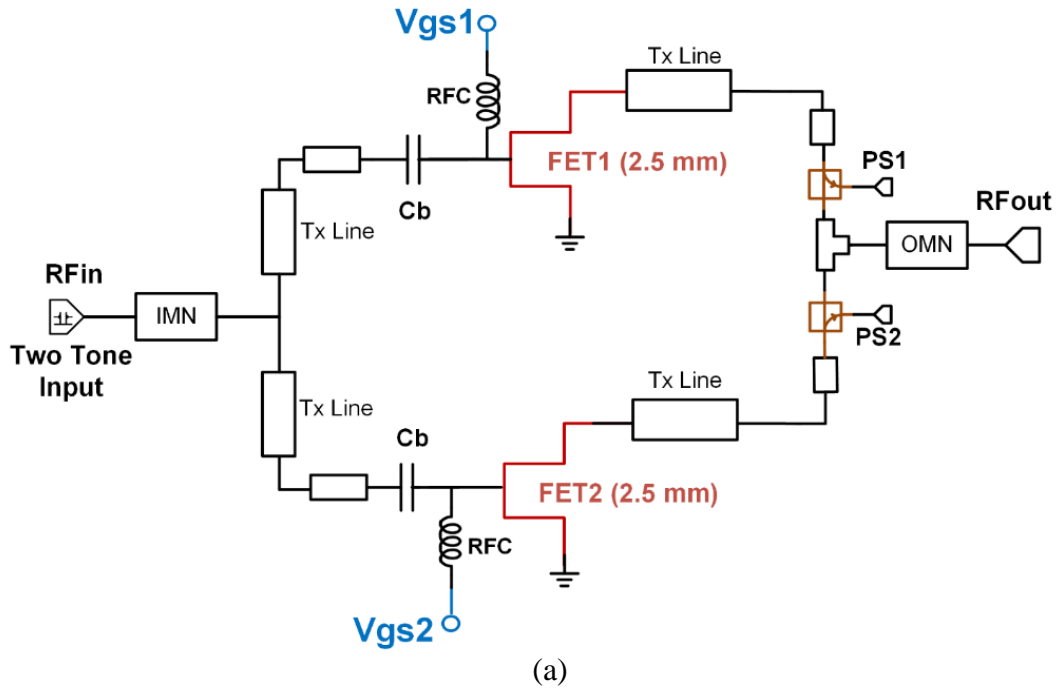 Vgs1
Tx Line
RFC
FET1 (2.5 mm)
PS1
Cb
RFout
Tx Line
OMN
RFin
IMN
Two Tone
Input
PS2
Tx Line
Tx Line
Cb
FET2 (2.5 mm)
RFC
Vgs2
(a)